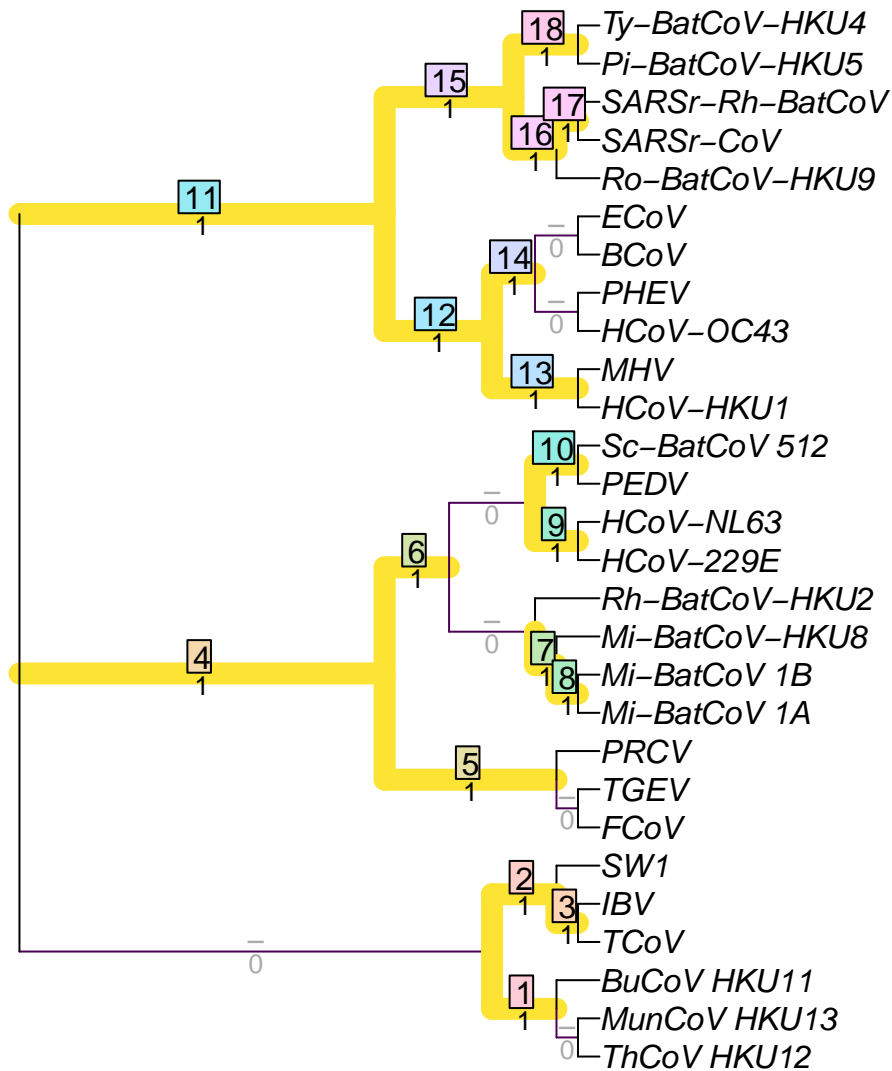 18
Ty−BatCoV−HKU4
1
Pi−BatCoV−HKU5
15
1
17
SARSr−Rh−BatCoV
16
1
SARSr−CoV
1
Ro−BatCoV−HKU9
11
1
ECoV
–
0
BCoV
14
1
PHEV
–
0
HCoV−OC43
12
1
MHV
13
1
HCoV−HKU1
10
Sc−BatCoV 512
1
PEDV
–
0
HCoV−NL63
9
1
HCoV−229E
6
1
Rh−BatCoV−HKU2
–
0
Mi−BatCoV−HKU8
7
1
4
1
8
Mi−BatCoV 1B
1
Mi−BatCoV 1A
PRCV
5
1
TGEV
–
0
FCoV
SW1
2
1
IBV
3
1
TCoV
–
0
BuCoV HKU11
1
1
MunCoV HKU13
–
0
ThCoV HKU12